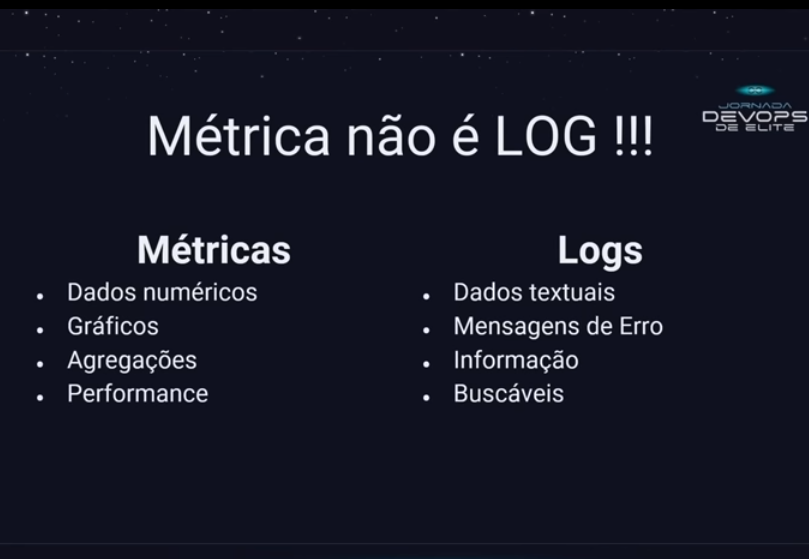 JORNADA
DEVOPS
DE ELITE
Métrica não é LOG !!!
Métricas
• Dados numéricos
• Gráficos
• Agregações
• Performance
Logs
• Dados textuais
• Mensagens de Erro
• Informação
• Buscáveis